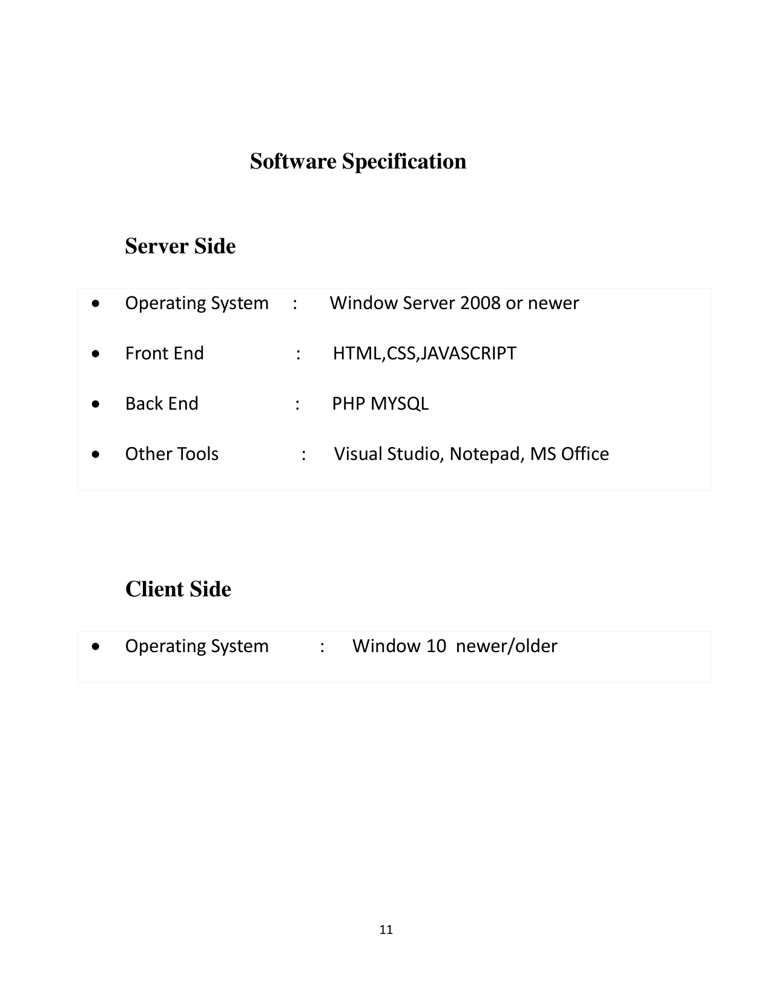 Software Specification
Server Side
• Operating System : Window Server 2008 or newer
• Front End : HTML,CSS,JAVASCRIPT
• Back End : PHP MYSQL
• Other Tools : Visual Studio, Notepad, MS Office
Client Side
• Operating System : Window 10  newer/older
11